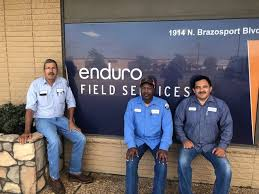 1914 N. Brazosport Blvd
enduro
FIELD SERVICES